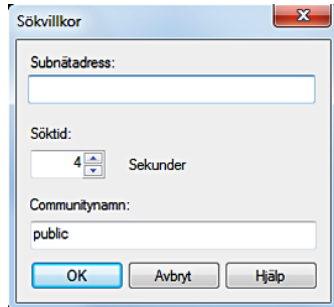 Sökvillkor
Subnätadress:
Söktid:
4 Sekunder
Communitynamn:
public
OK Avbryt Hjälp